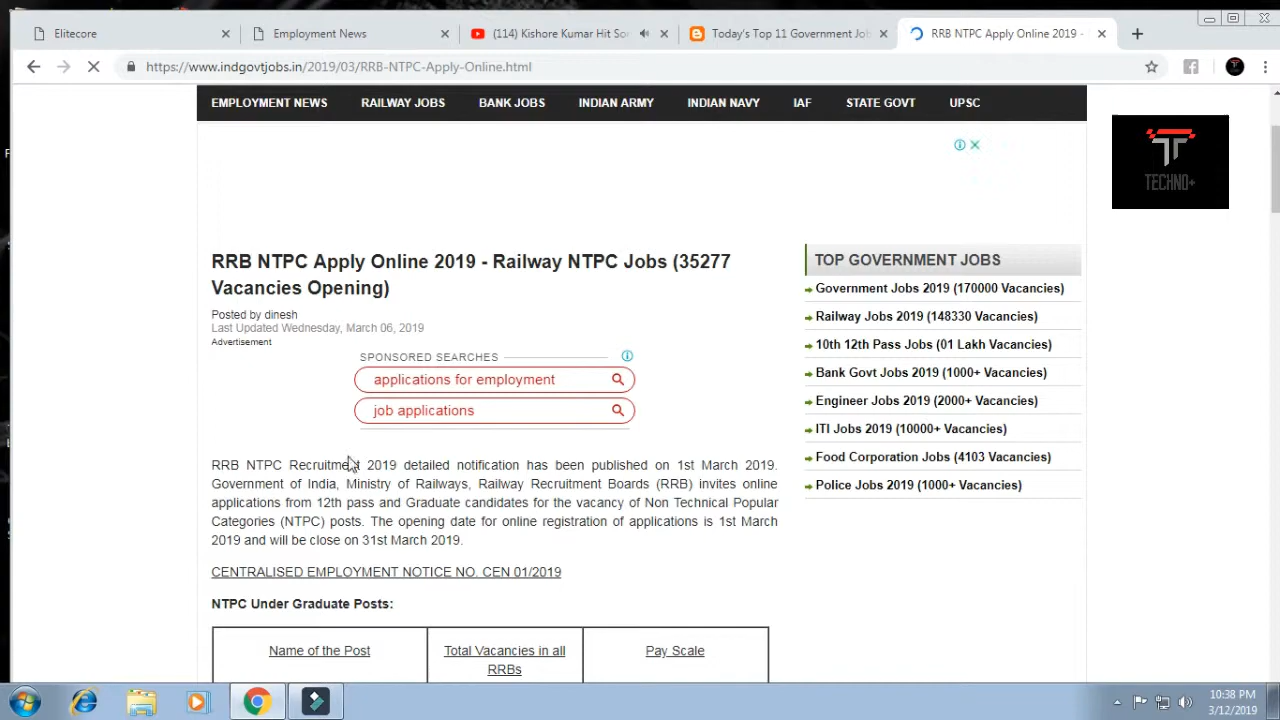 Elitecore
Employment News
(114) Kishore Kumar Hit So
Today's Top 11 Government Jo
RRB NTPC Apply Online 2019 -
https://www.indgovtjobs.in/2019/03/RRB-NTPC-Apply-Online.html
EMPLOYMENT NEWS RAILWAY JOBS BANK JOBS INDIAN ARMY INDIAN NAVY IAF STATE GOVT UPSC
TECHNO+
RRB NTPC Apply Online 2019 - Railway NTPC Jobs (35277
Vacancies Opening)
Posted by dinesh
Last Updated Wednesday, March 06, 2019
Advertisement
SPONSORED SEARCHES
applications for employment
job applications
RRB NTPC Recruitment 2019 detailed notification has been published on 1st March 2019.
Government of India, Ministry of Railways, Railway Recruitment Boards (RRB) invites online
applications from 12th pass and Graduate candidates for the vacancy of Non Technical Popular
Categories (NTPC) posts. The opening date for online registration of applications is 1st March
2019 and will be close on 31st March 2019.
CENTRALISED EMPLOYMENT NOTICE NO. CEN 01/2019
NTPC Under Graduate Posts:
Name of the Post
Total Vacancies in all
RRBs
Pay Scale
TOP GOVERNMENT JOBS
Government Jobs 2019 (170000 Vacancies)
Railway Jobs 2019 (148330 Vacancies)
10th 12th Pass Jobs (01 Lakh Vacancies)
Bank Govt Jobs 2019 (1000+ Vacancies)
Engineer Jobs 2019 (2000+ Vacancies)
ITI Jobs 2019 (10000+ Vacancies)
Food Corporation Jobs (4103 Vacancies)
Police Jobs 2019 (1000+ Vacancies)
10:38 PM
3/12/2019